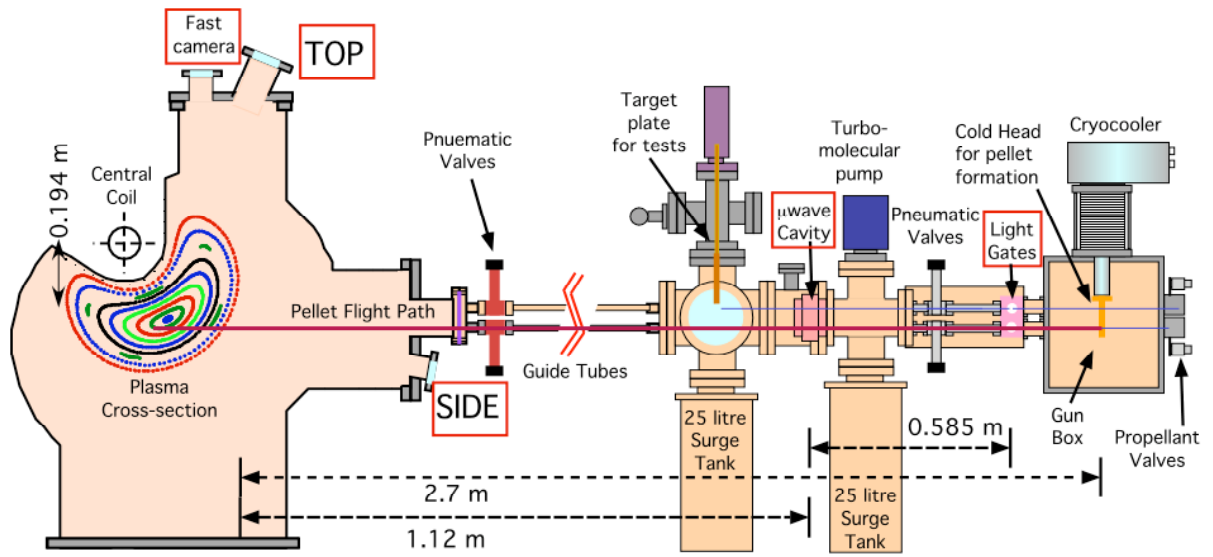 Fast
camera
TOP
0.194 m
Central
Coil
Pnuematic
Valves
Target
plate
for tests
Turbo-
molecular
pump
Cold Head
for pellet
formation
Cryocooler
μwave
Cavity
Pneumatic
Valves
Light
Gates
Pellet Flight Path
Plasma
Cross-section
SIDE
Guide Tubes
25 litre
Surge
Tank
0.585 m
Gun
Box
Propellant
Valves
2.7 m
25 litre
Surge
Tank
1.12 m